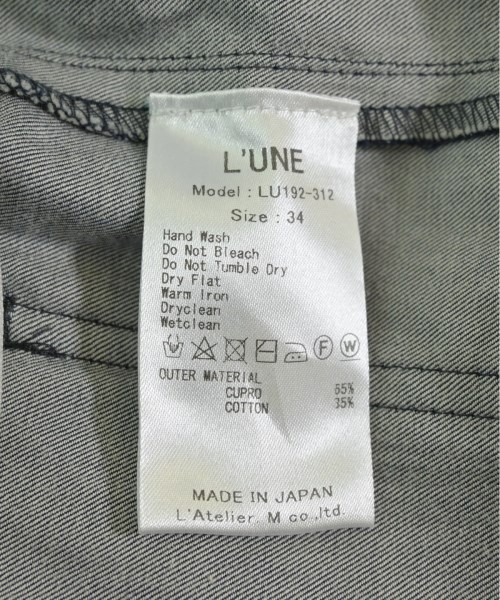 L'UNE
Model : LU192-312
Size : 34
Hand Wash
Do Not Bleach
Do Not Tumble Dry
Dry Flat
Warm Iron
Dryclean
Wetclean
F W
OUTER MATERIAL
CUPRO 65%
COTTON 35%
MADE IN JAPAN
L'Atelier. M co.,ltd.